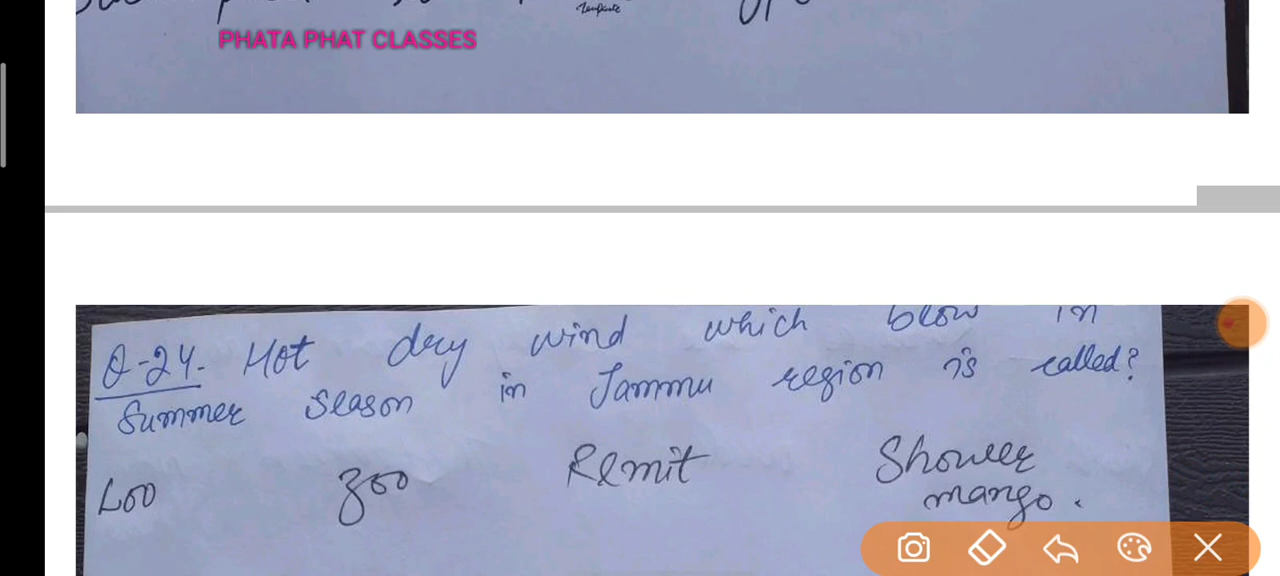 PHATA PHAT CLASSES
Q-24. Hot dry wind which blow in
Summer season in Jammu region is called?
Loo zoo Remit Shower
mango.